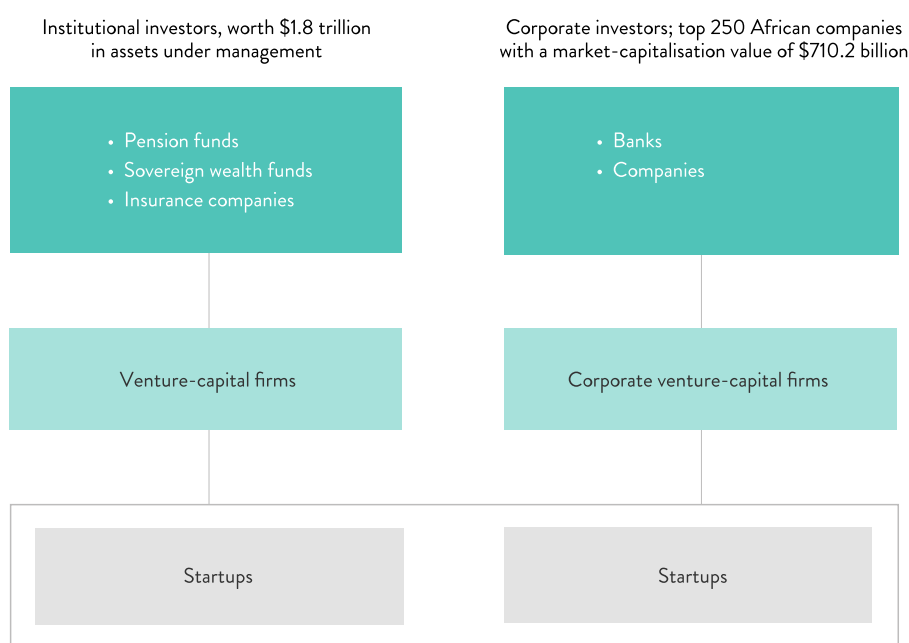 Institutional investors, worth $1.8 trillion
in assets under management
Corporate investors; top 250 African companies
with a market-capitalisation value of $710.2 billion
• Pension funds
• Sovereign wealth funds
• Insurance companies
• Banks
• Companies
Venture-capital firms
Corporate venture-capital firms
Startups
Startups